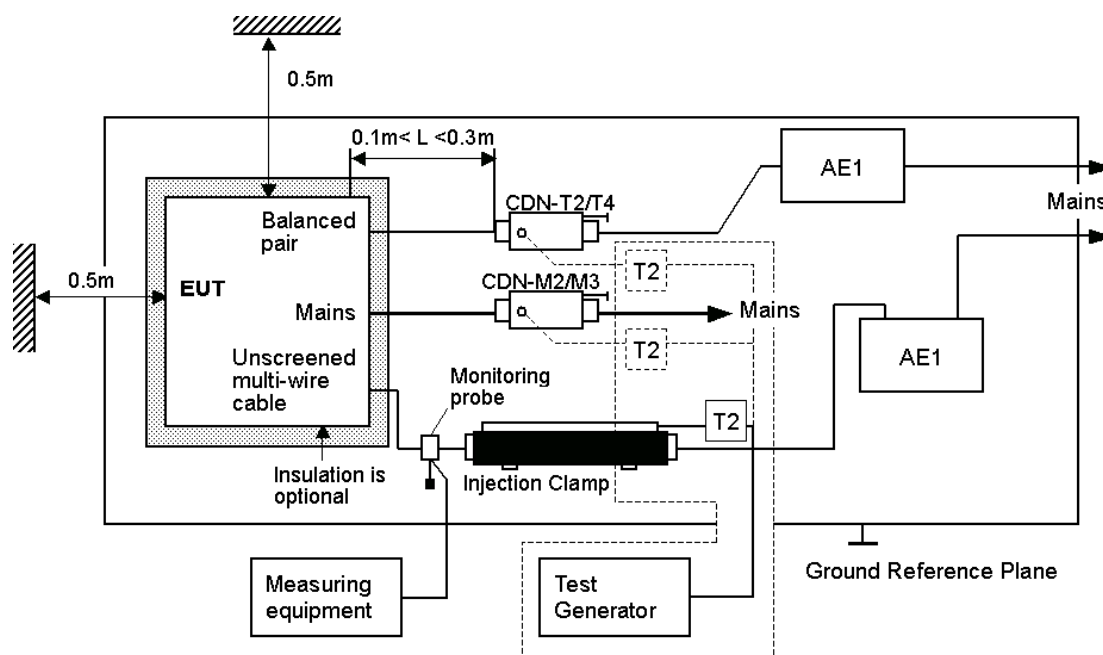 0.5m
0.1m< L <0.3m
AE1
Mains
CDN-T2/T4
Balanced
pair
T2
0.5m
EUT
CDN-M2/M3
Mains
Mains
T2
AE1
Unscreened
multi-wire
cable
Monitoring
probe
T2
Insulation is
optional
Injection Clamp
Measuring
equipment
Test
Generator
Ground Reference Plane